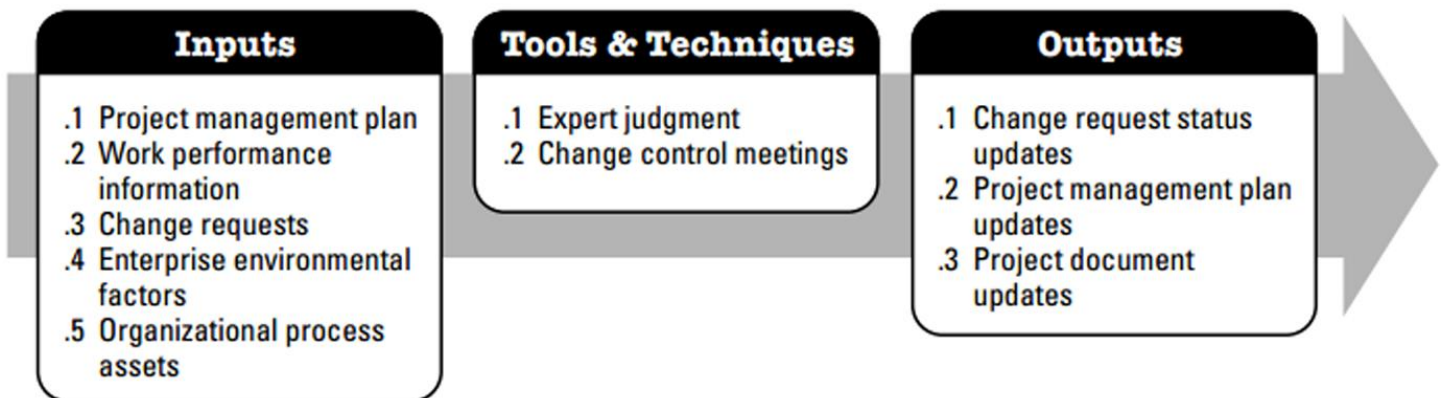 Inputs
.1 Project management plan
.2 Work performance
information
.3 Change requests
.4 Enterprise environmental
factors
.5 Organizational process
assets
Tools & Techniques
.1 Expert judgment
.2 Change control meetings
Outputs
.1 Change request status
updates
.2 Project management plan
updates
.3 Project document
updates